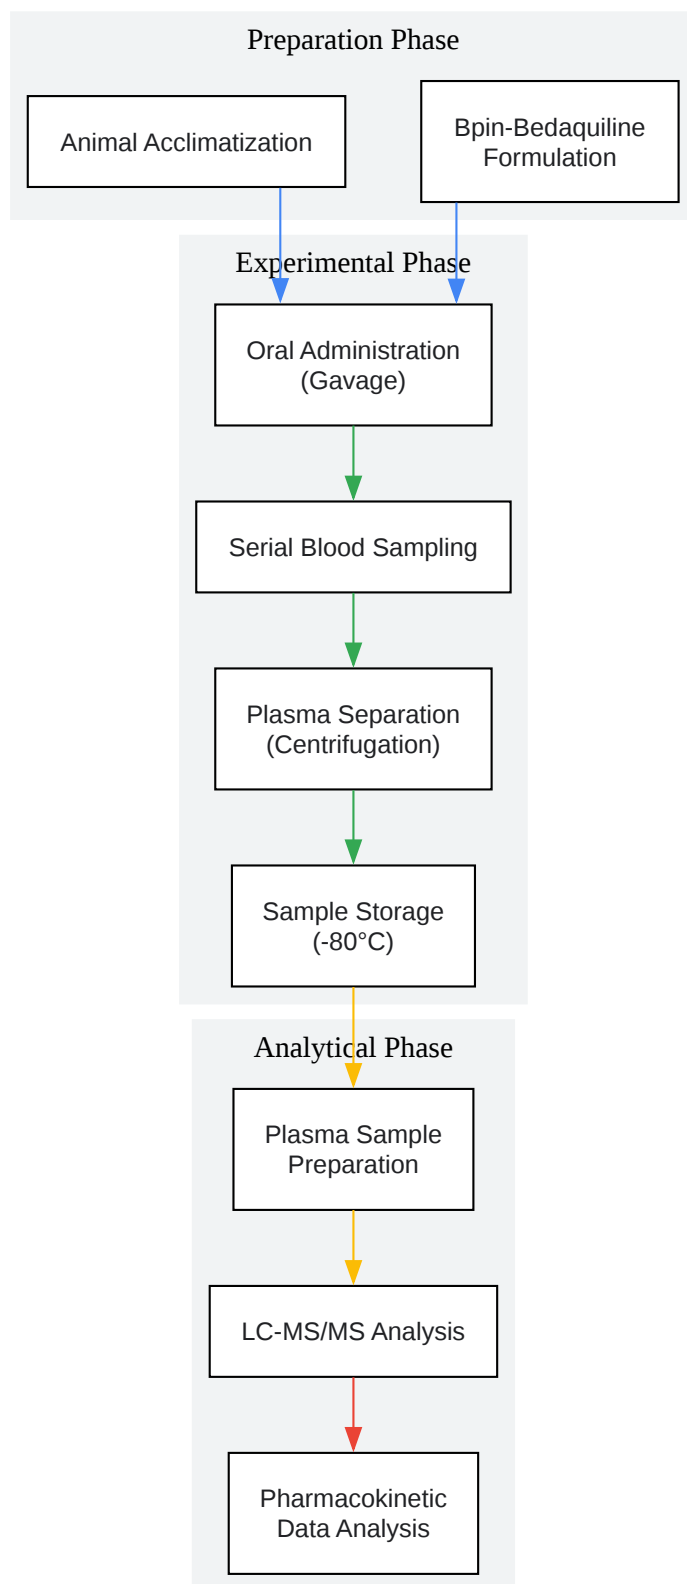 Preparation Phase
Animal Acclimatization
Bpin-Bedaquiline
Formulation
Experimental Phase
Oral Administration
(Gavage)
Serial Blood Sampling
Plasma Separation
(Centrifugation)
Sample Storage
(-80°C)
Analytical Phase
Plasma Sample
Preparation
LC-MS/MS Analysis
Pharmacokinetic
Data Analysis